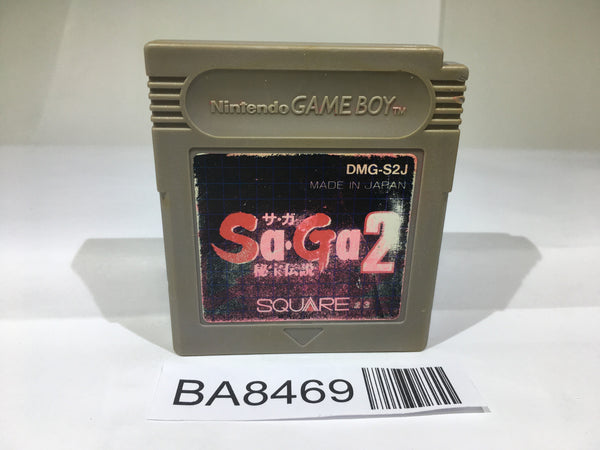 Nintendo GAME BOY TM
DMG-S2J
MADE IN JAPAN
サ・ガ
Sa・Ga2
秘宝伝説
SQUARE 23
BA8469